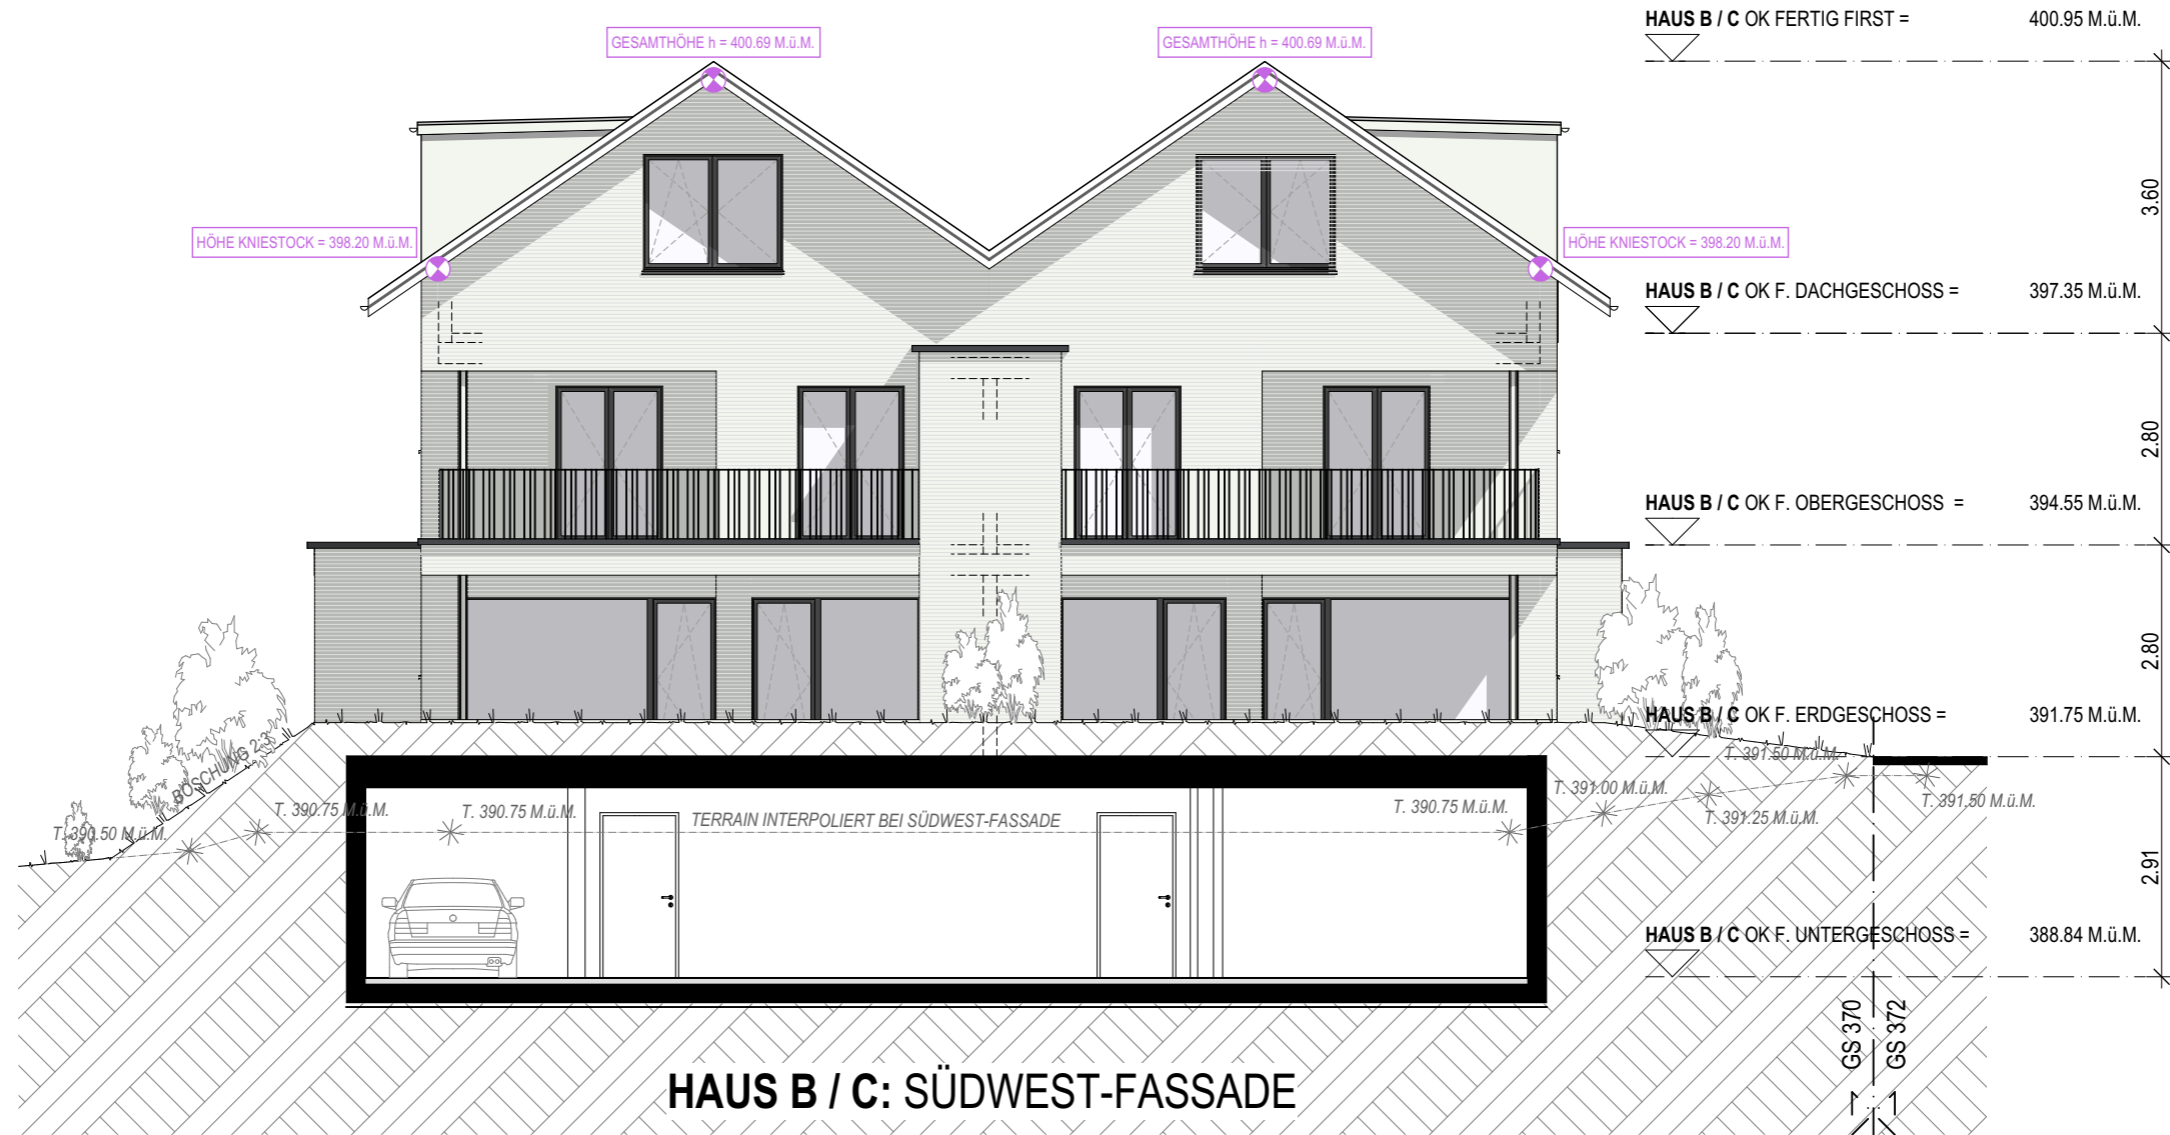 HAUS B / C OK FERTIG FIRST = 400.95 M.ü.M.
GESAMTHÖHE h = 400.69 M.ü.M.
GESAMTHÖHE h = 400.69 M.ü.M.
3.60
HÖHE KNIESTOCK = 398.20 M.ü.M.
HÖHE KNIESTOCK = 398.20 M.ü.M.
HAUS B / C OK F. DACHGESCHOSS = 397.35 M.ü.M.
2.80
HAUS B / C OK F. OBERGESCHOSS = 394.55 M.ü.M.
2.80
HAUS B / C OK F. ERDGESCHOSS = 391.75 M.ü.M.
BÖSCHUNG 2:3
T. 391.50 M.ü.M.
T. 390.50 M.ü.M.
T. 390.75 M.ü.M.
T. 390.75 M.ü.M.
TERRAIN INTERPOLIERT BEI SÜDWEST-FASSADE
T. 390.75 M.ü.M.
T. 391.00 M.ü.M.
T. 391.25 M.ü.M.
T. 391.50 M.ü.M.
2.91
HAUS B / C OK F. UNTERGESCHOSS = 388.84 M.ü.M.
GS 370
GS 372
HAUS B / C: SÜDWEST-FASSADE